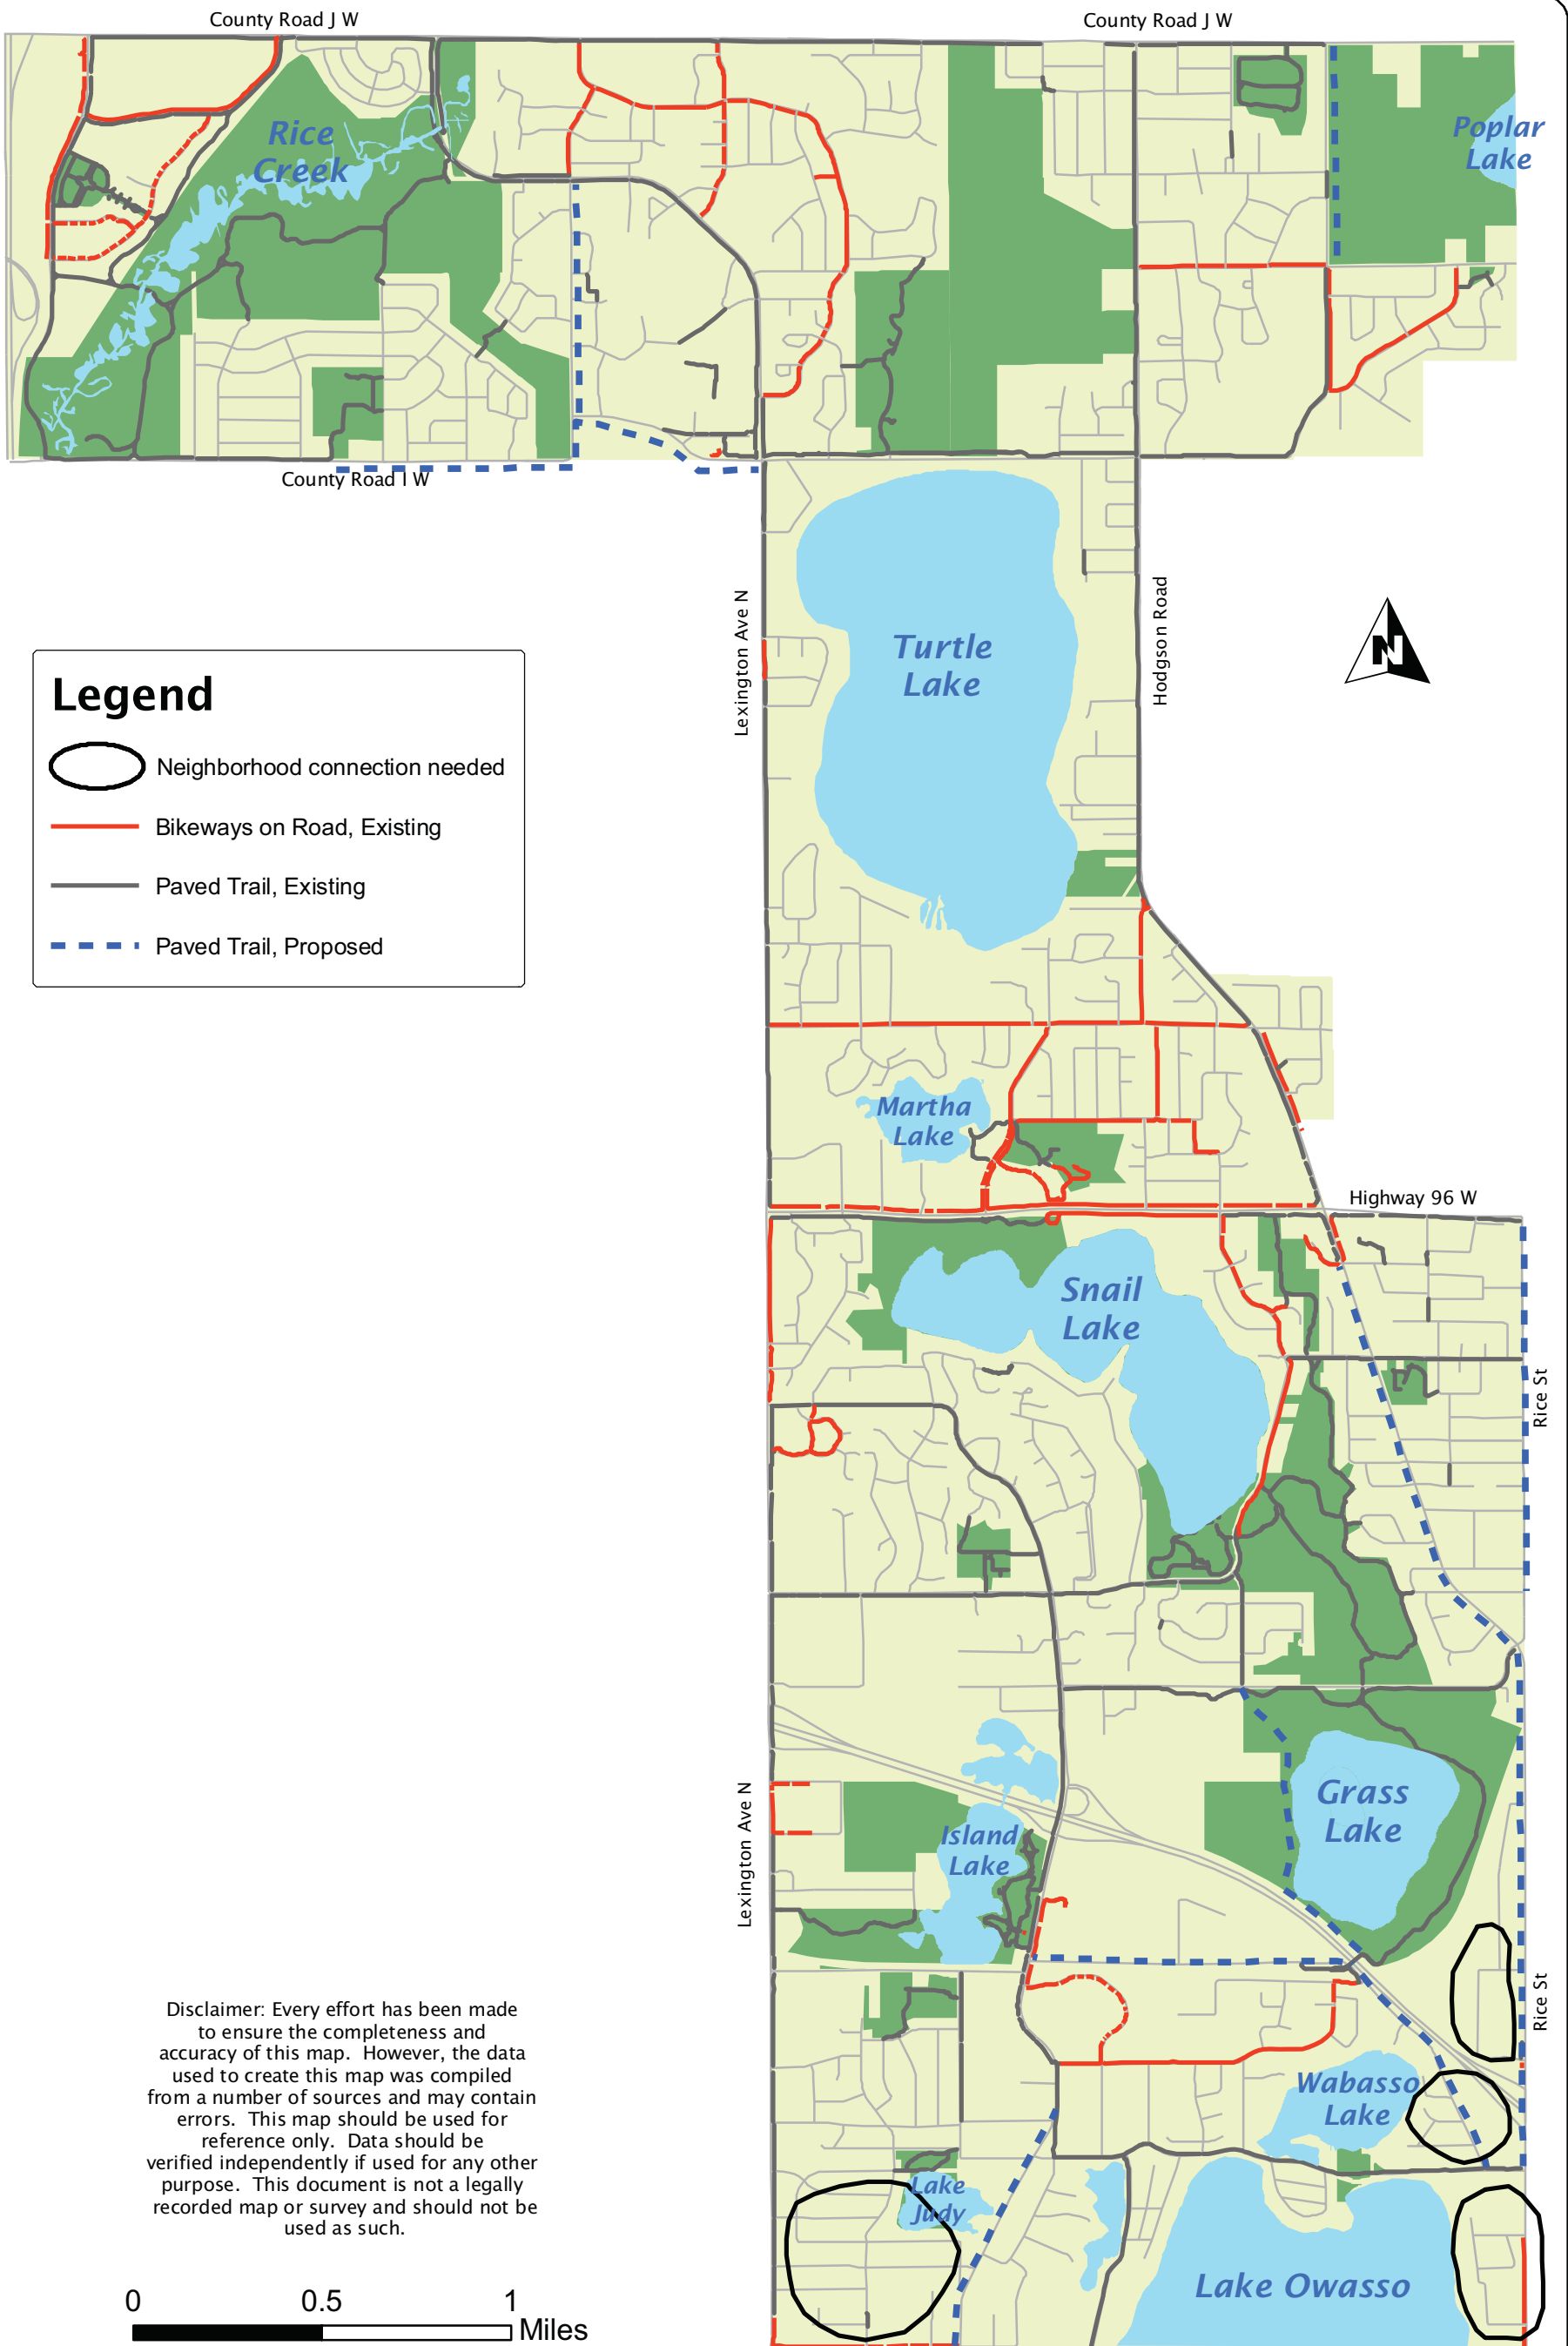 County Road J W
County Road J W
Rice
Creek
Poplar
Lake
County Road I W
Lexington Ave N
Turtle
Lake
Hodgson Road
N
Legend
Neighborhood connection needed
Bikeways on Road, Existing
Paved Trail, Existing
Paved Trail, Proposed
Martha
Lake
Highway 96 W
Snail
Lake
Rice St
Grass
Lake
Lexington Ave N
Island
Lake
Rice St
Wabasso
Lake
Lake
Judy
Lake Owasso
Disclaimer: Every effort has been made
to ensure the completeness and
accuracy of this map. However, the data
used to create this map was compiled
from a number of sources and may contain
errors. This map should be used for
reference only. Data should be
verified independently if used for any other
purpose. This document is not a legally
recorded map or survey and should not be
used as such.
0 0.5 1
Miles